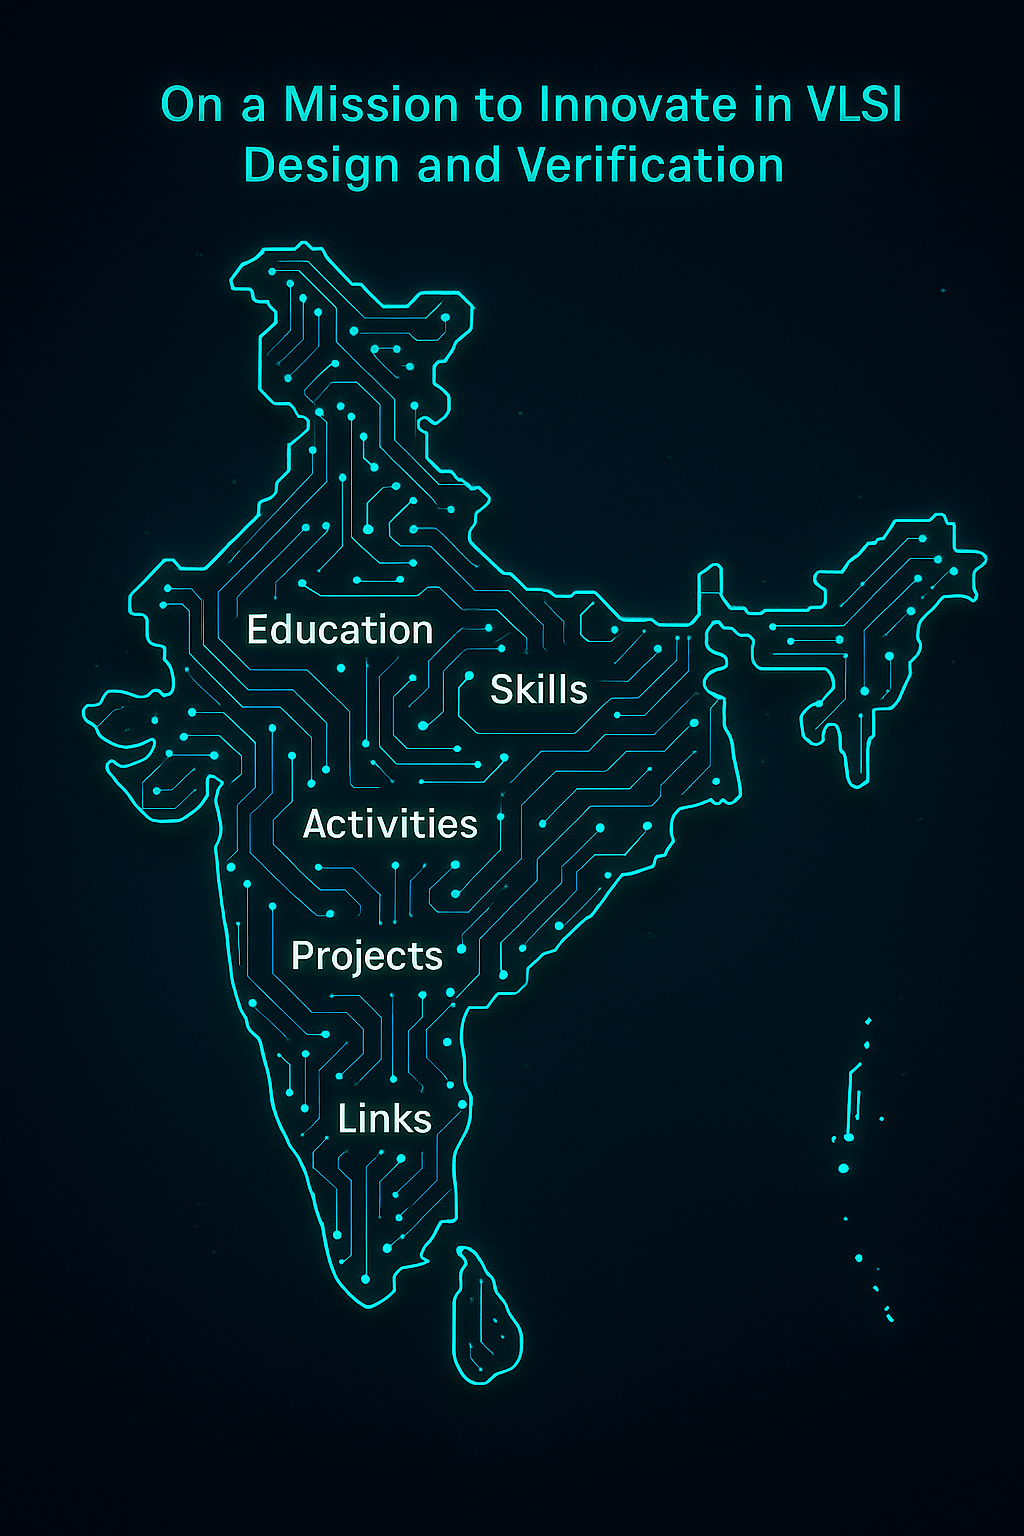 On a Mission to Innovate in VLSI
Design and Verification
Education
Skills
Activities
Projects
Links